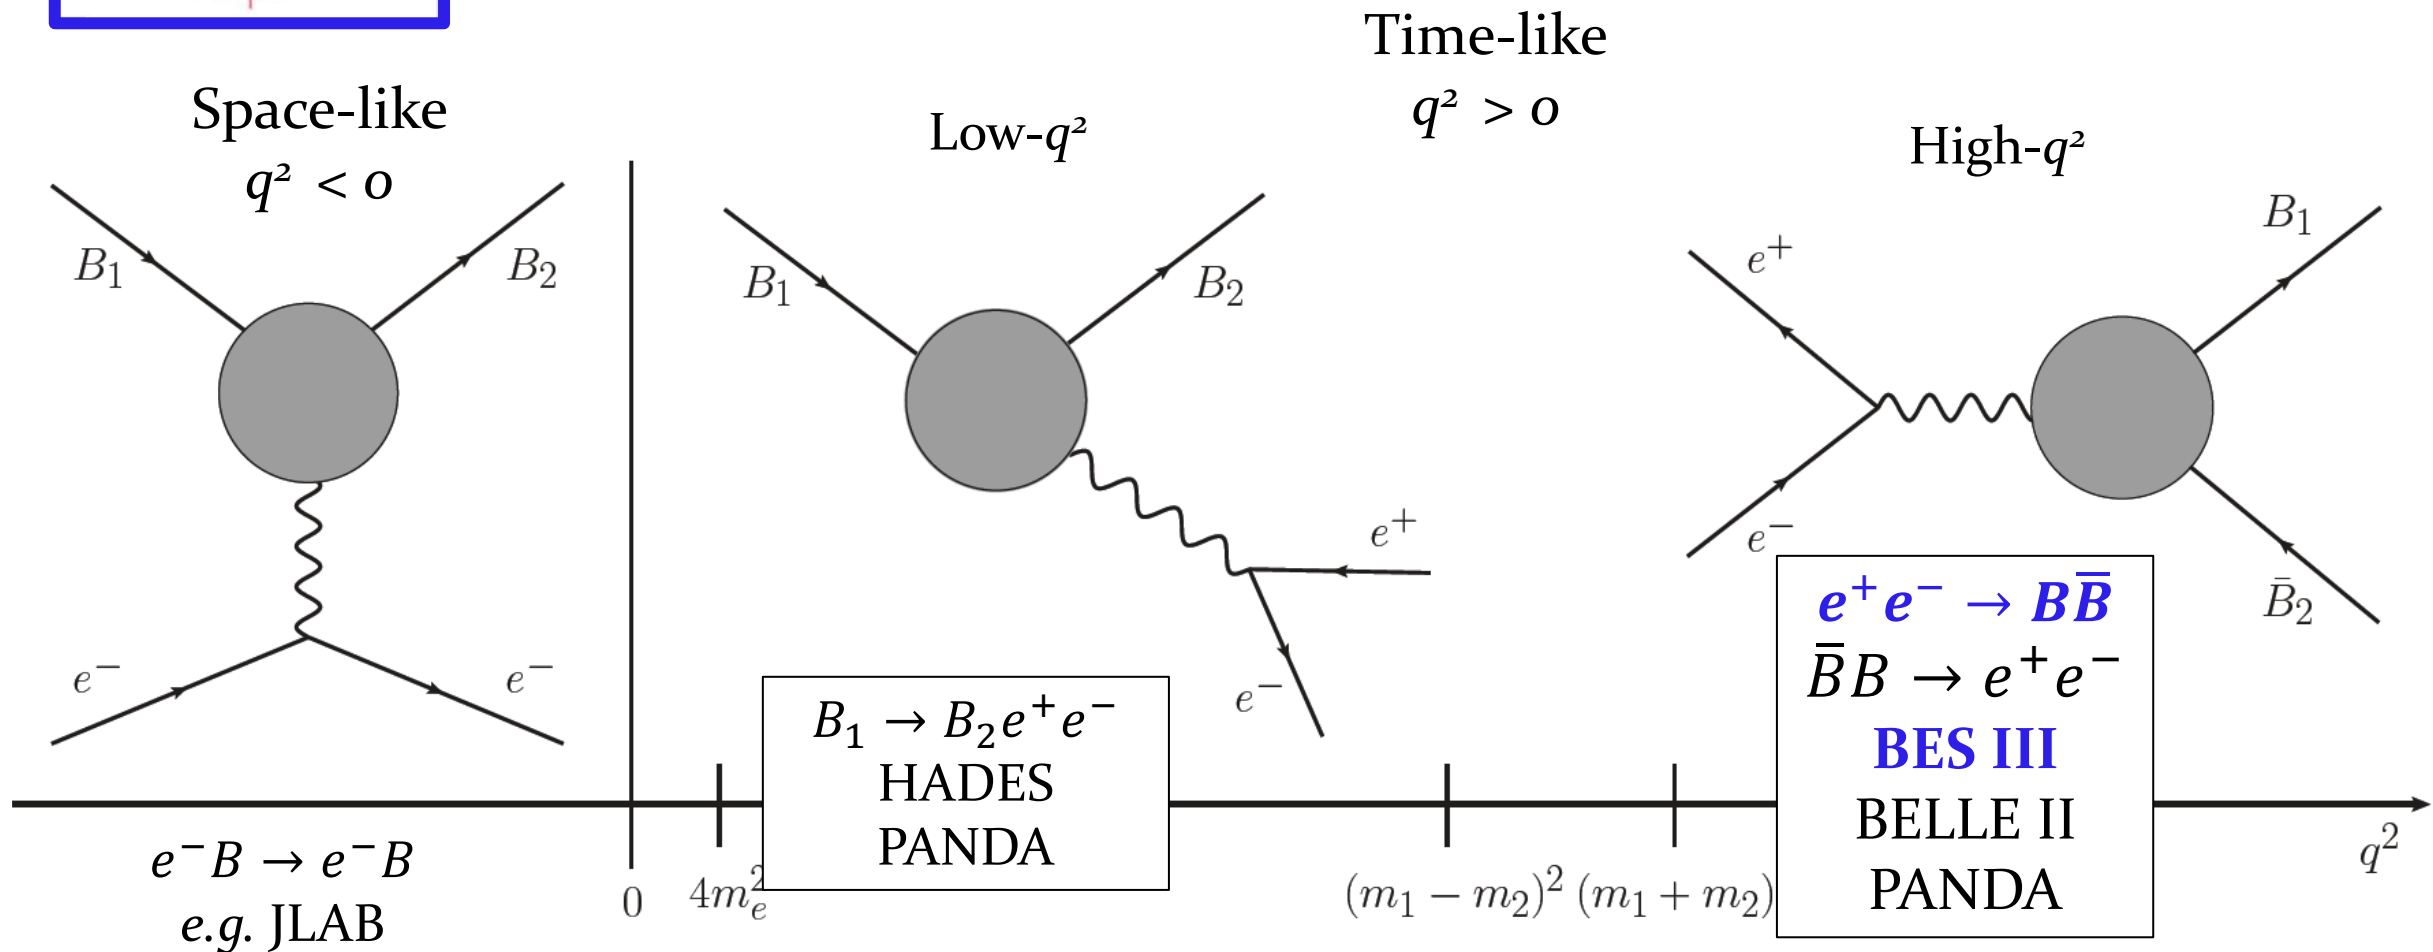 Time-like
q² > 0
Space-like
q² < 0
Low-q²
High-q²
B₁
B₂
e⁻
e⁻
B₁
B₂
e⁺
e⁻
e⁺
e⁻
B₁
B̄₂
B₁ → B₂e⁺e⁻
HADES
PANDA
e⁺e⁻ → BB̄
B̄B → e⁺e⁻
BES III
BELLE II
PANDA
e⁻B → e⁻B
e.g. JLAB
0
4mₑ²
(m₁ − m₂)²
(m₁ + m₂)
q²